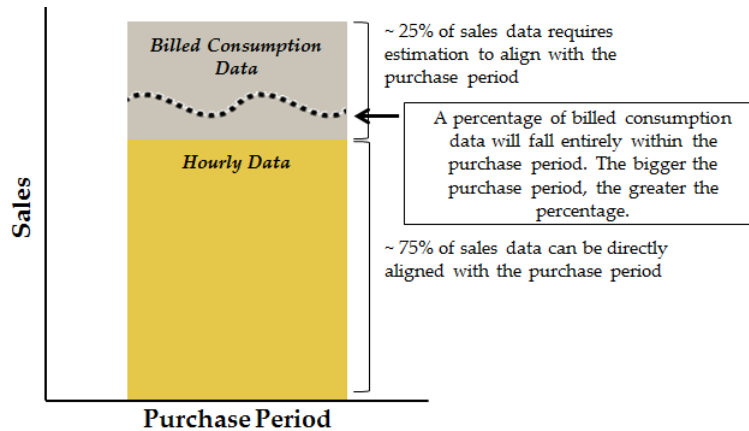 Billed Consumption
Data
~ 25% of sales data requires
estimation to align with the
purchase period
A percentage of billed consumption
data will fall entirely within the
purchase period. The bigger the
purchase period, the greater the
percentage.
Hourly Data
~ 75% of sales data can be directly
aligned with the purchase period
Sales
Purchase Period